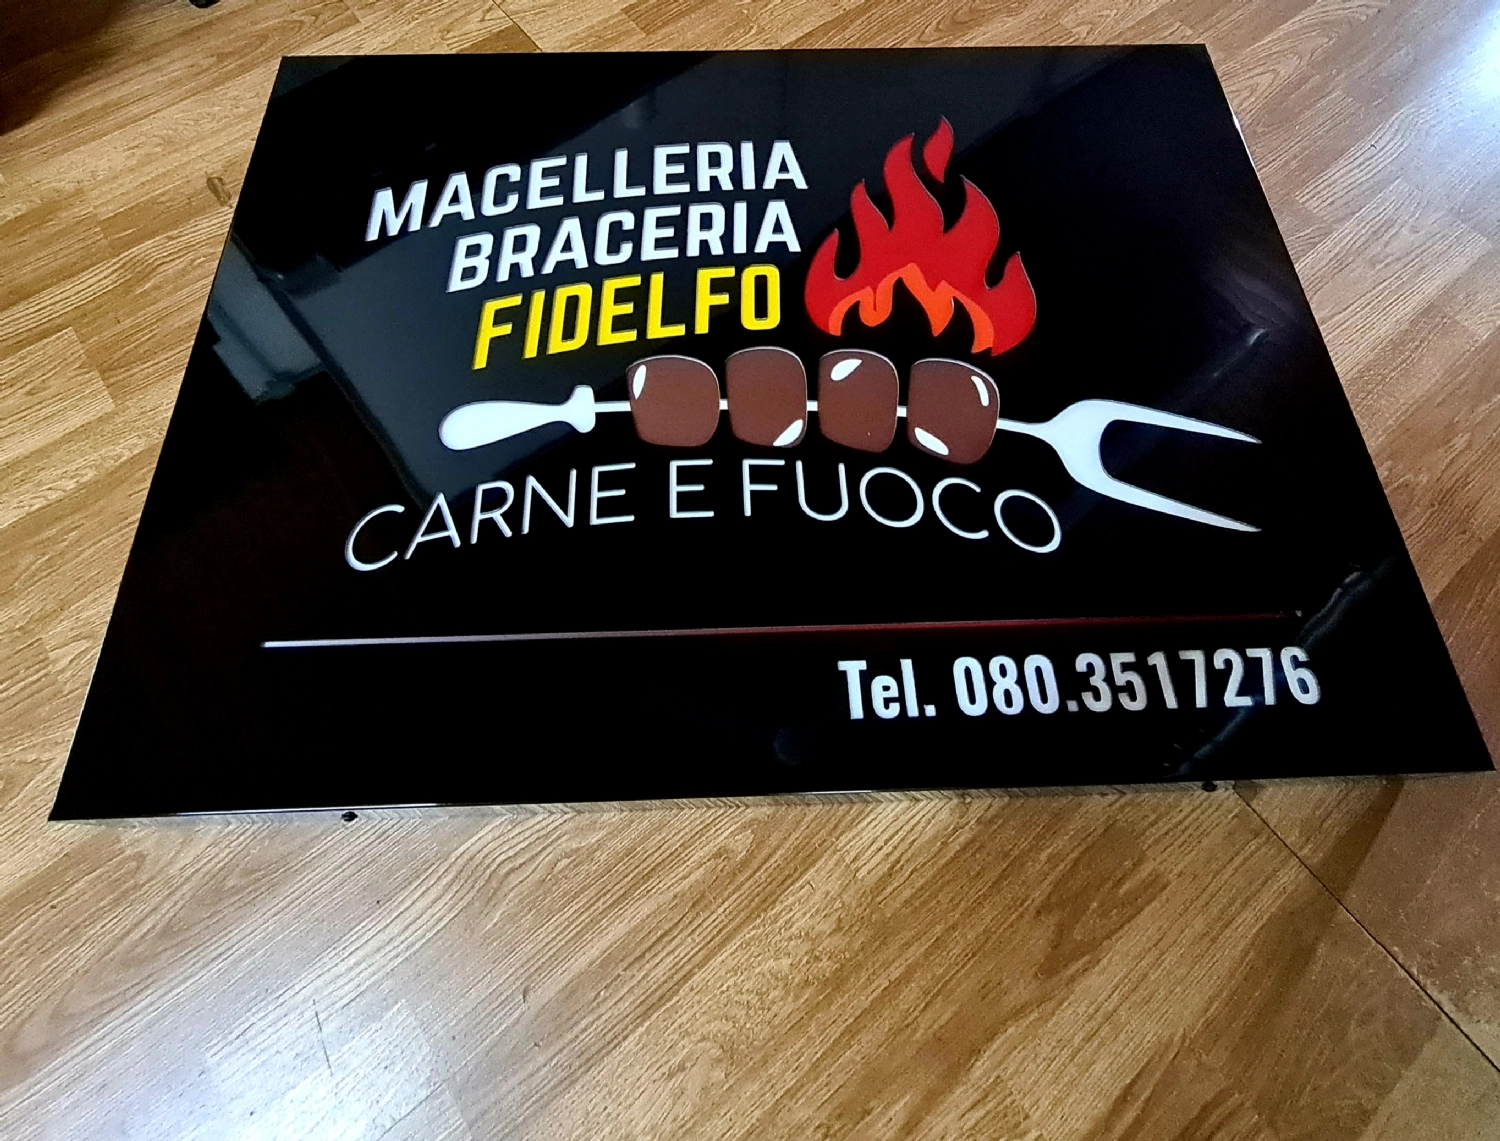 MACELLERIA
BRACERIA
FIDELFO
CARNE E FUOCO
Tel. 080.3517276